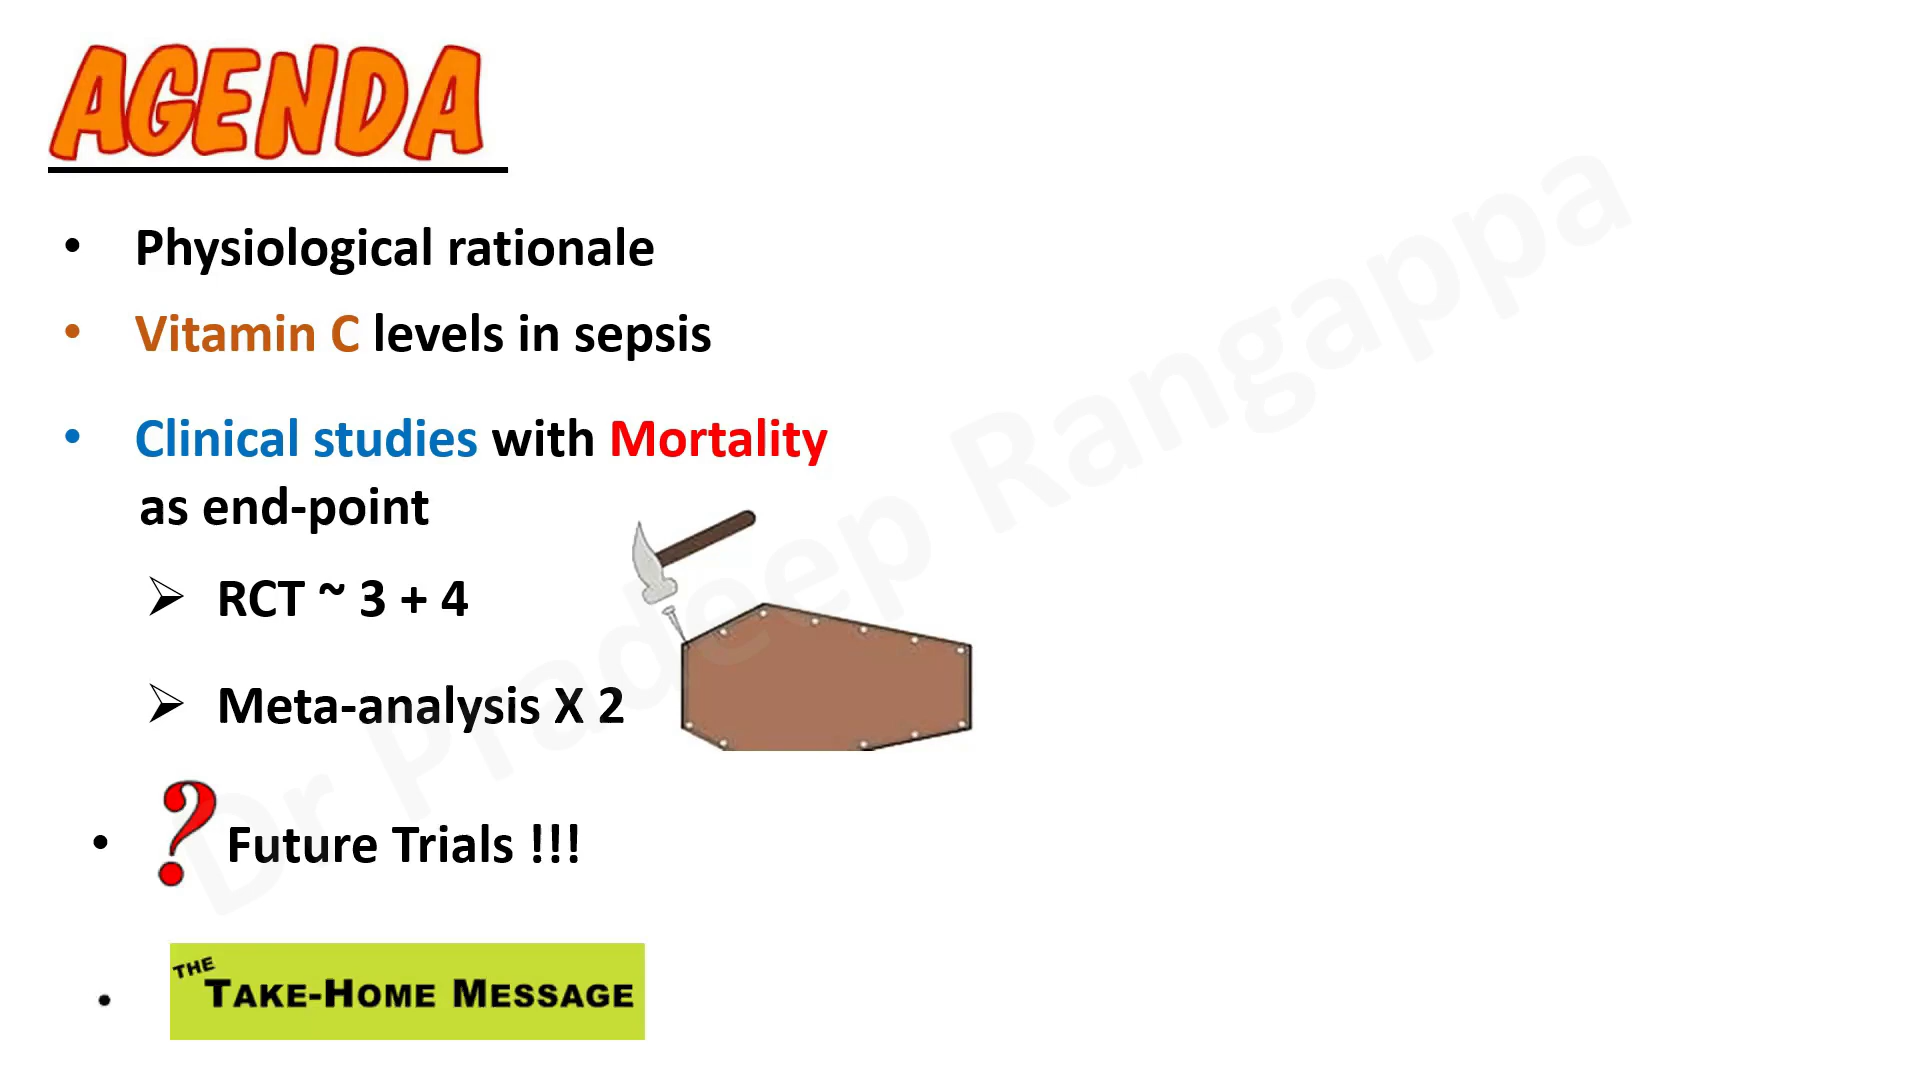 AGENDA
• Physiological rationale
• Vitamin C levels in sepsis
• Clinical studies with Mortality
as end-point
➢ RCT ~ 3 + 4
➢ Meta-analysis X 2
• ? Future Trials !!!
• THE TAKE-HOME MESSAGE
Dr Pradeep Rangappa